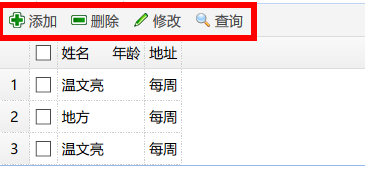 添加 删除 修改 查询
姓名 年龄 地址
1 温文亮 每周
2 地方 每周
3 温文亮 每周